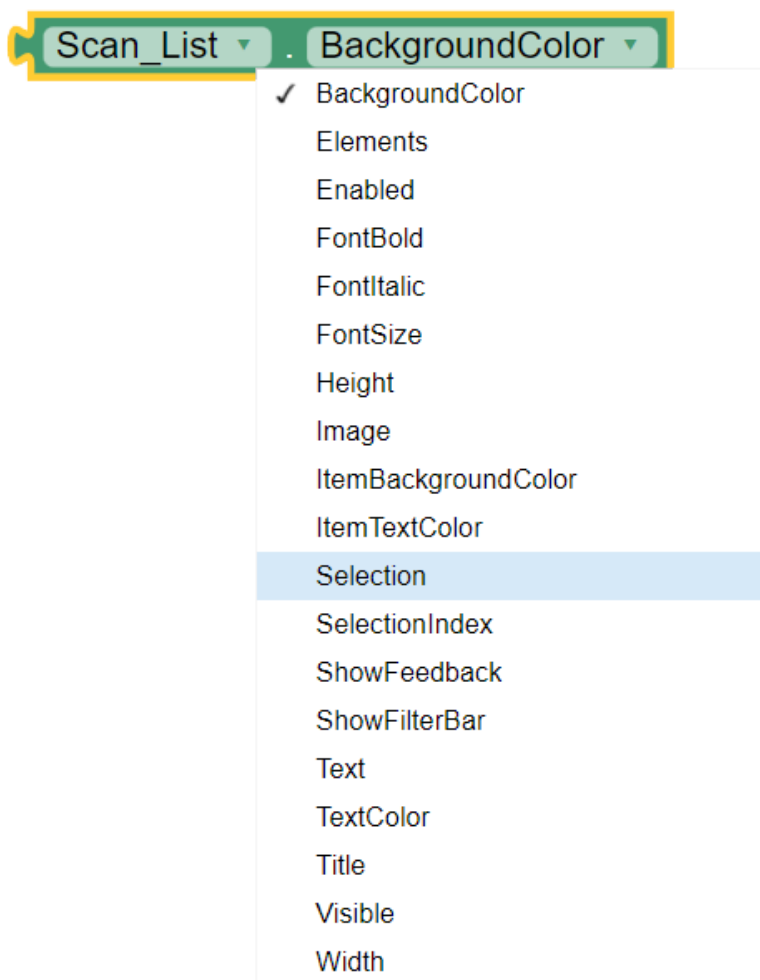 Scan_List . BackgroundColor
BackgroundColor
Elements
Enabled
FontBold
FontItalic
FontSize
Height
Image
ItemBackgroundColor
ItemTextColor
Selection
SelectionIndex
ShowFeedback
ShowFilterBar
Text
TextColor
Title
Visible
Width